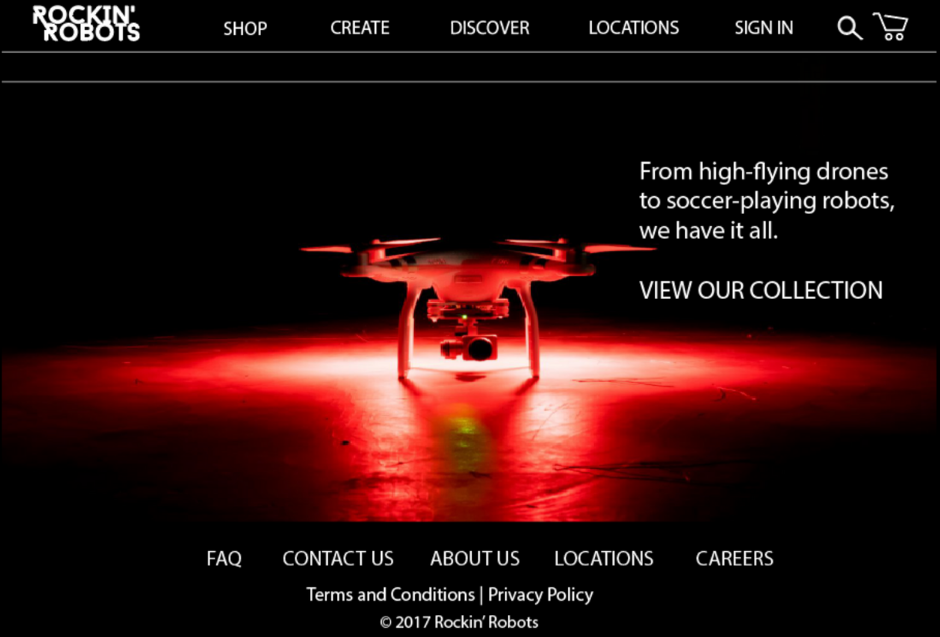 ROCKIN'
ROBOTS
SHOP CREATE DISCOVER LOCATIONS SIGN IN
From high-flying drones
to soccer-playing robots,
we have it all.
VIEW OUR COLLECTION
FAQ CONTACT US ABOUT US LOCATIONS CAREERS
Terms and Conditions | Privacy Policy
© 2017 Rockin' Robots